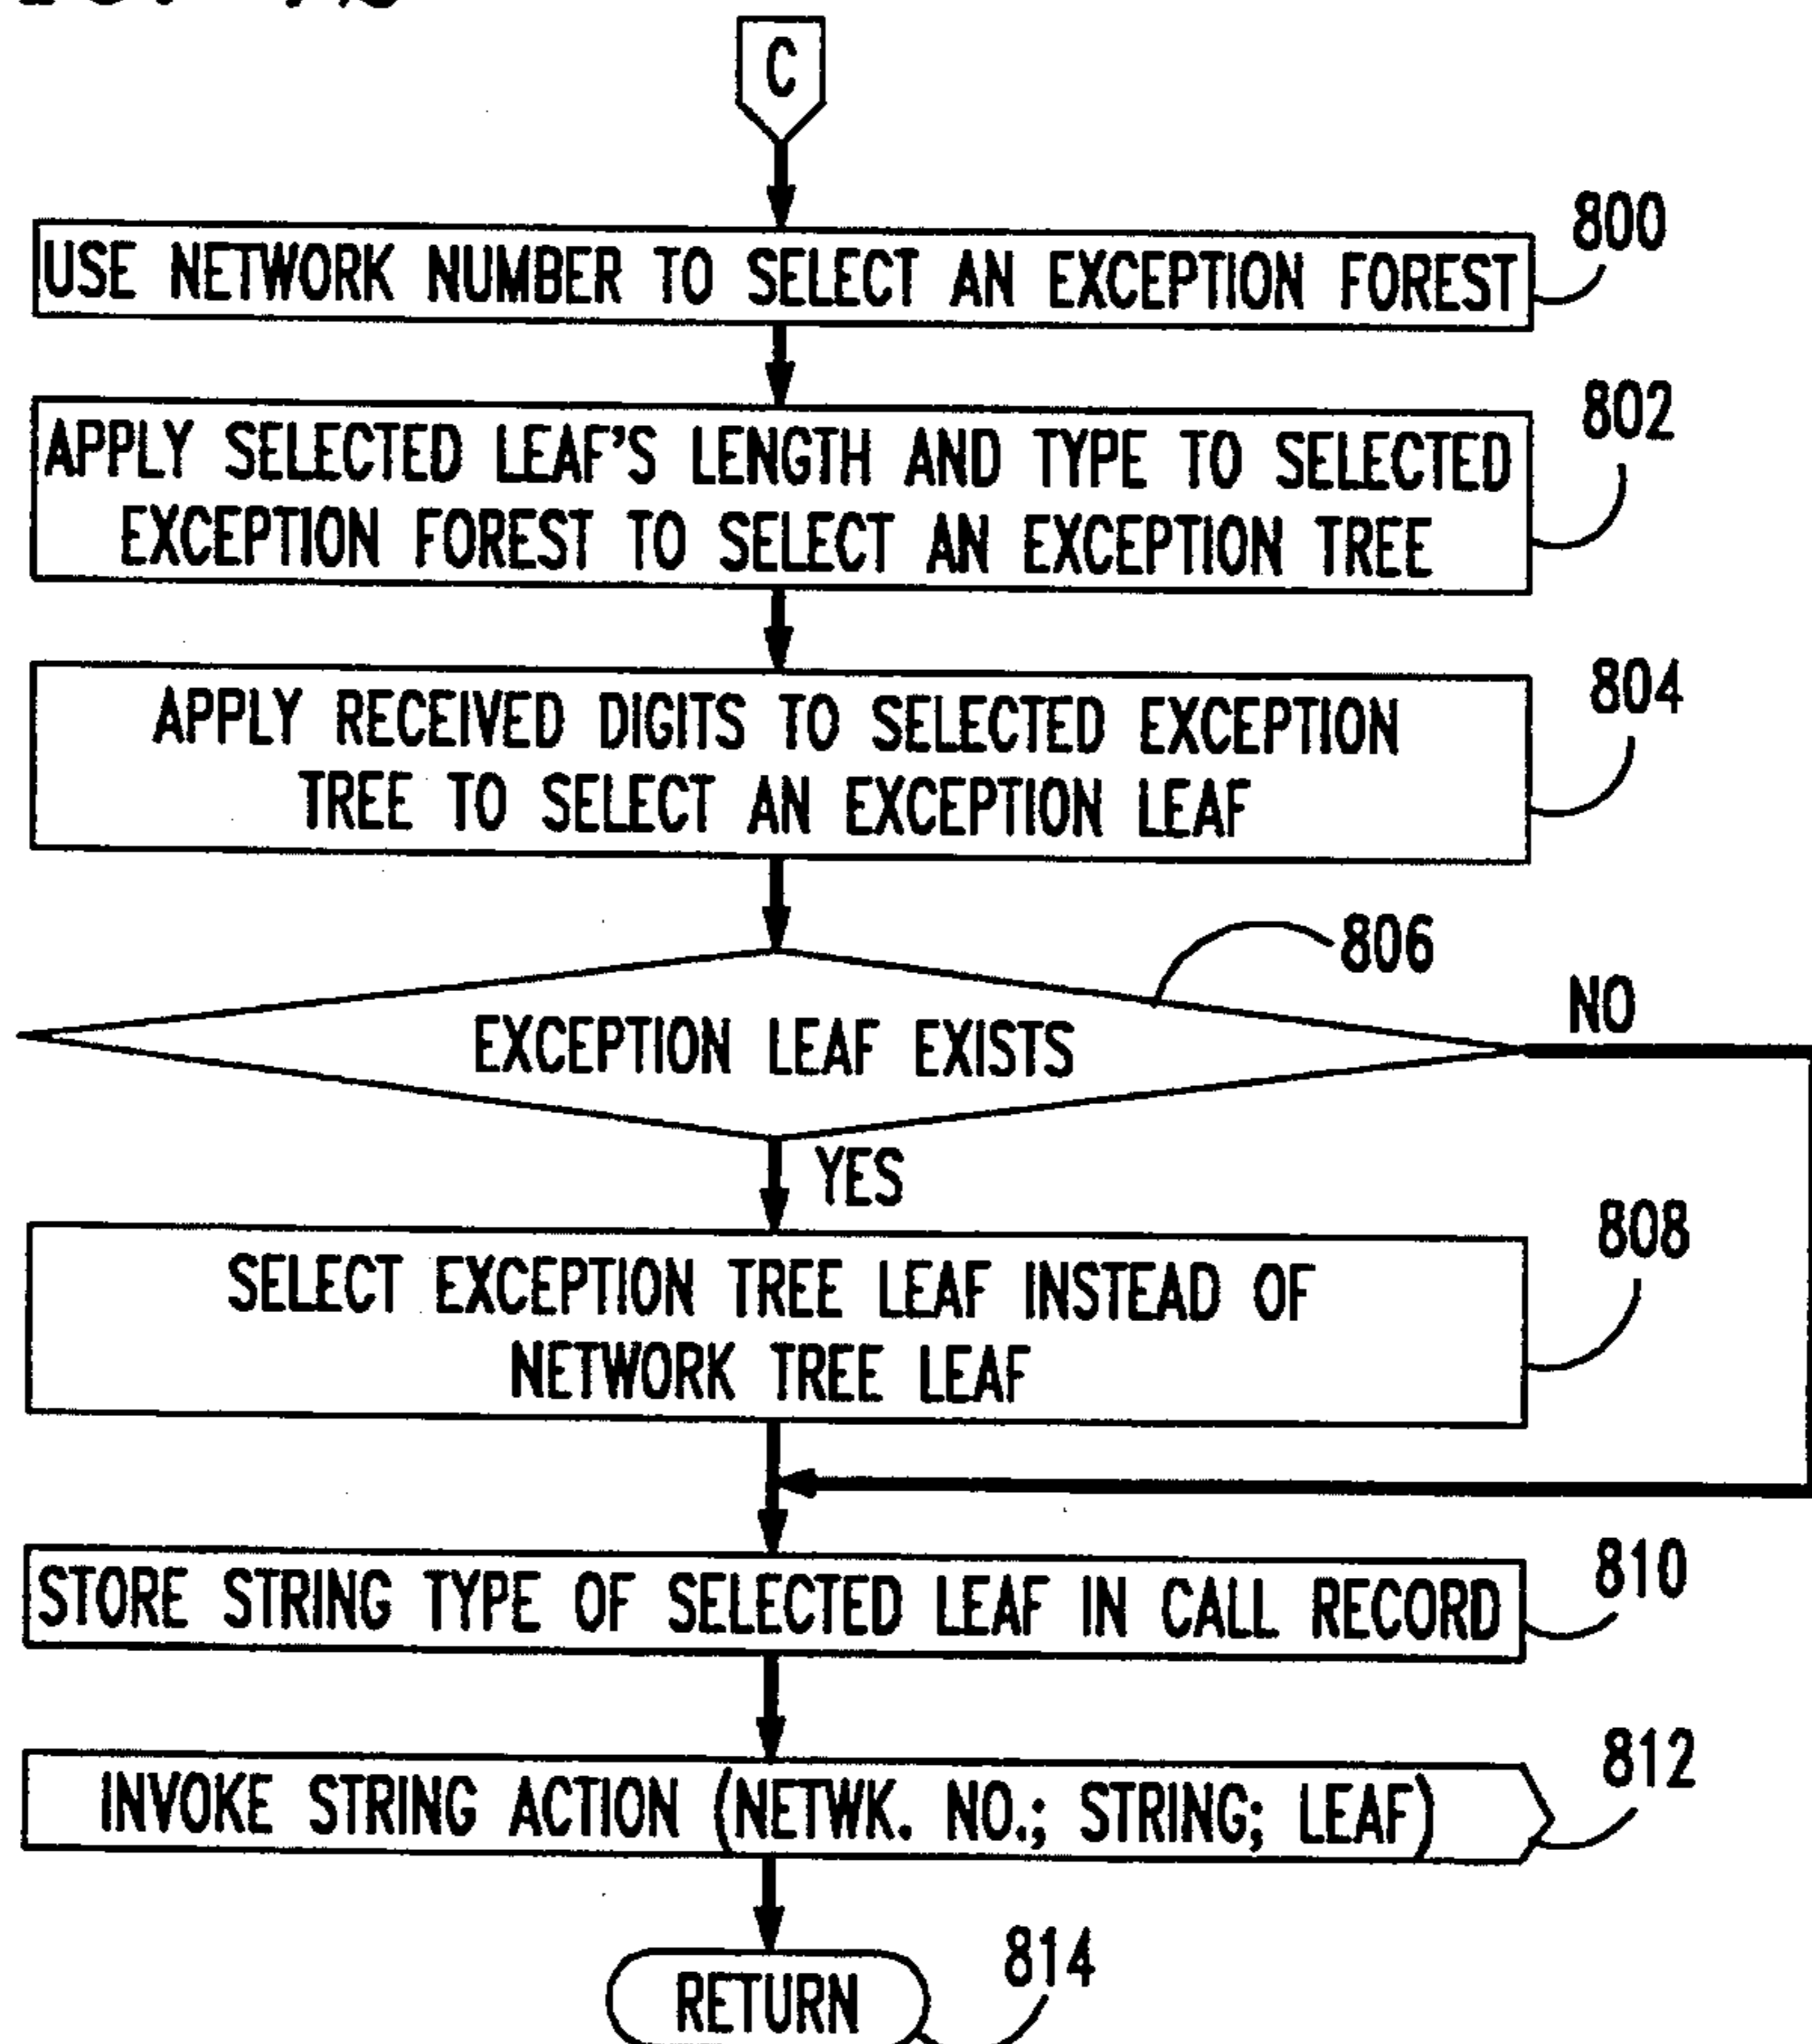 C
USE NETWORK NUMBER TO SELECT AN EXCEPTION FOREST
800
APPLY SELECTED LEAF'S LENGTH AND TYPE TO SELECTED
EXCEPTION FOREST TO SELECT AN EXCEPTION TREE
802
APPLY RECEIVED DIGITS TO SELECTED EXCEPTION
TREE TO SELECT AN EXCEPTION LEAF
804
806
EXCEPTION LEAF EXISTS
NO
YES
SELECT EXCEPTION TREE LEAF INSTEAD OF
NETWORK TREE LEAF
808
STORE STRING TYPE OF SELECTED LEAF IN CALL RECORD
810
INVOKE STRING ACTION (NETWK. NO.; STRING; LEAF)
812
RETURN
814